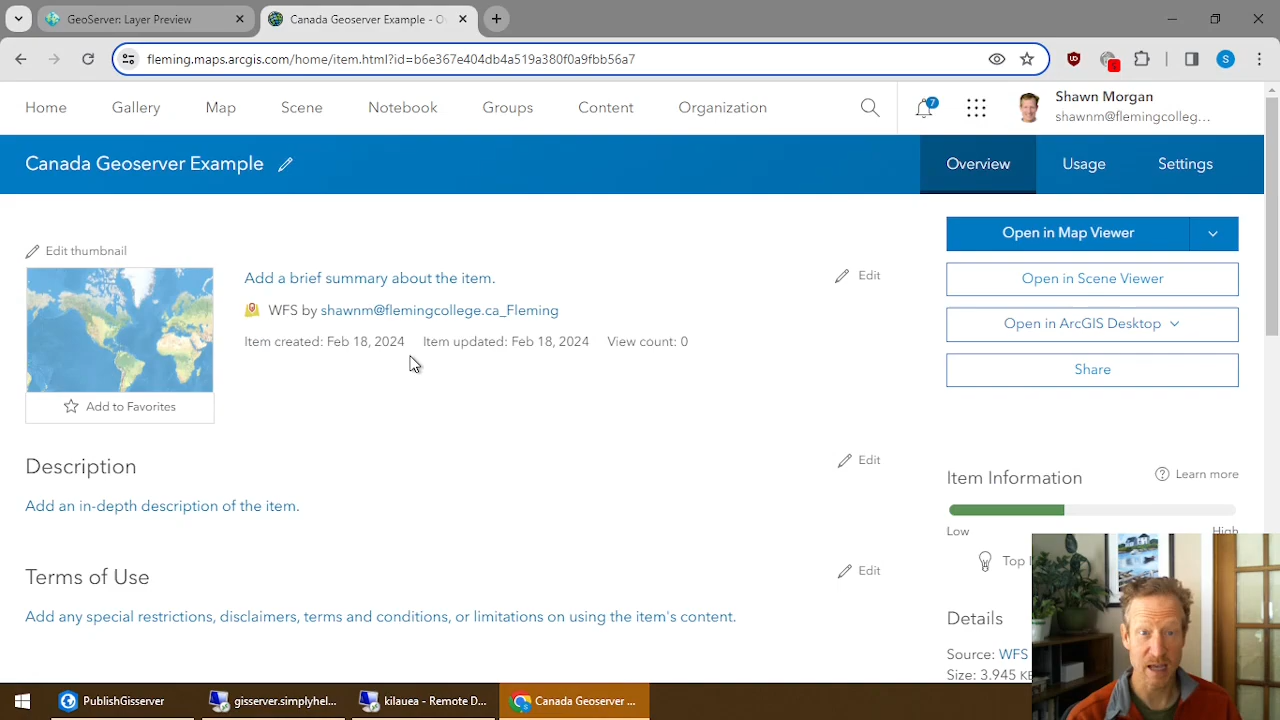 GeoServer: Layer Preview
Canada Geoserver Example - O
fleming.maps.arcgis.com/home/item.html?id=b6e367e404db4a519a380f0a9fbb56a7
S
Home Gallery Map Scene Notebook Groups Content Organization
7
Shawn Morgan
shawnm@flemingcolleg...
Canada Geoserver Example
Overview Usage Settings
Edit thumbnail
Add to Favorites
Add a brief summary about the item.
Edit
WFS by shawnm@flemingcollege.ca_Fleming
Item created: Feb 18, 2024 Item updated: Feb 18, 2024 View count: 0
Open in Map Viewer
Open in Scene Viewer
Open in ArcGIS Desktop
Share
Description
Edit
Add an in-depth description of the item.
Item Information
Learn more
Low High
Top
Terms of Use
Edit
Add any special restrictions, disclaimers, terms and conditions, or limitations on using the item's content.
Details
Source: WFS
Size: 3.945
PublishGisserver
gisserver.simplyhel...
kilauea - Remote D...
Canada Geoserver ...